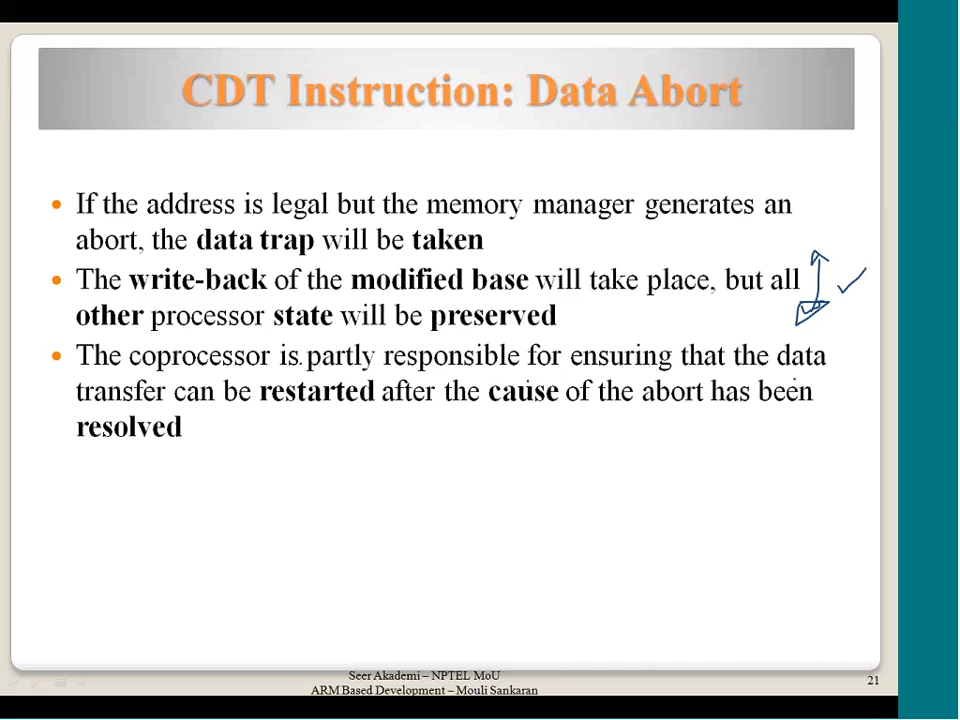 CDT Instruction: Data Abort
• If the address is legal but the memory manager generates an
abort, the data trap will be taken
• The write-back of the modified base will take place, but all
other processor state will be preserved
• The coprocessor is partly responsible for ensuring that the data
transfer can be restarted after the cause of the abort has been
resolved
Seer Akademi – NPTEL MoU
ARM Based Development – Mouli Sankaran
21